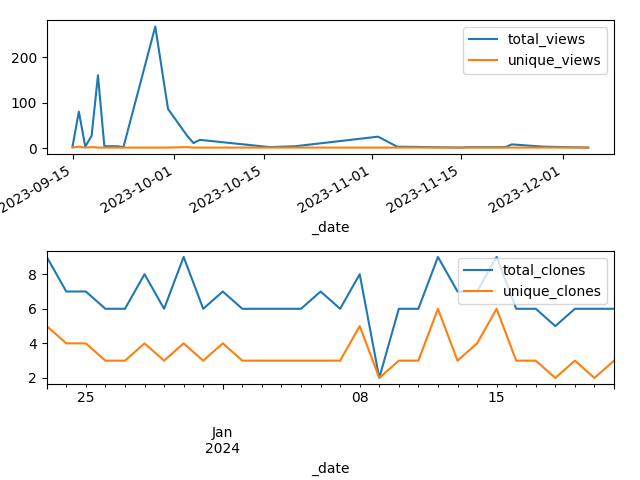 total_views
unique_views
200
100
0
2023-09-15
2023-10-01
2023-10-15
2023-11-01
2023-11-15
2023-12-01
_date
total_clones
unique_clones
8
6
4
2
25
Jan
2024
08
15
_date